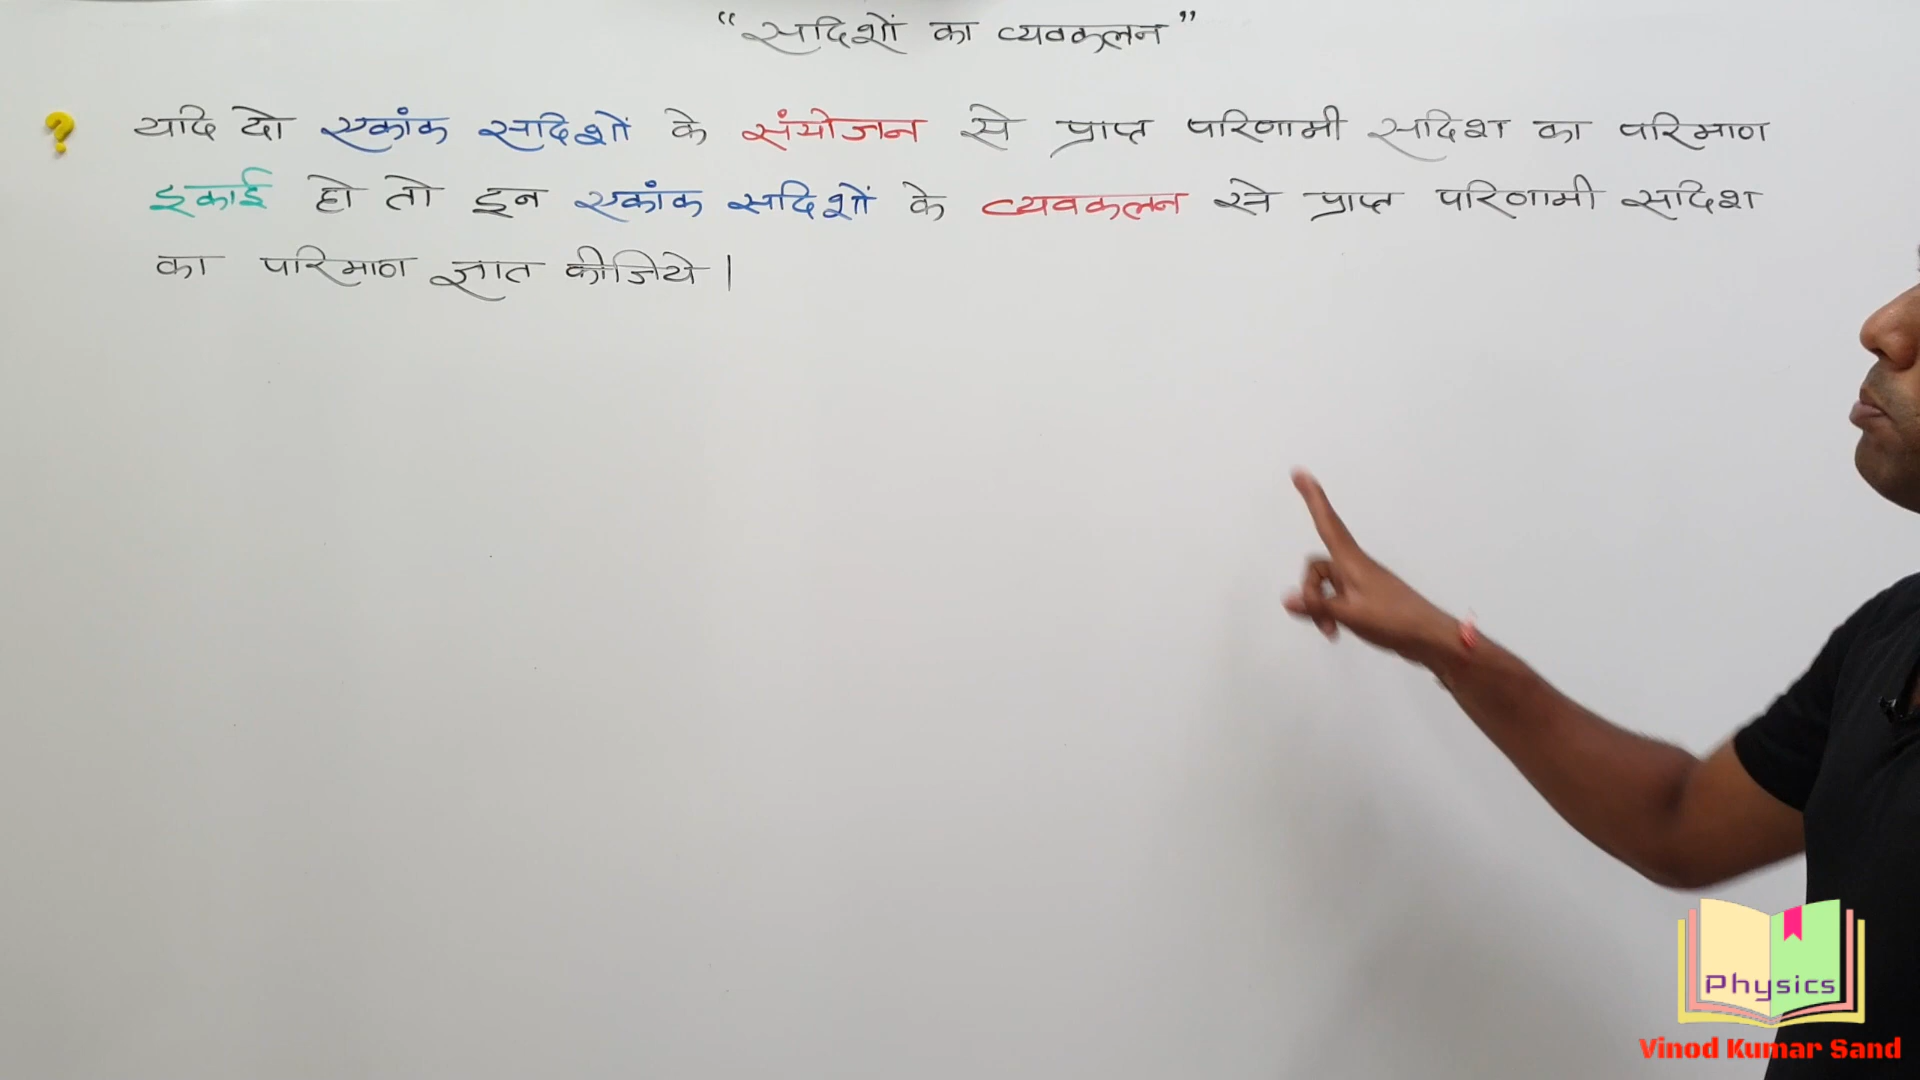 “सदिशों का व्यवकलन”
? यदि दो एकांक सदिशों के संयोजन से प्राप्त परिणामी सदिश का परिमाण
इकाई हो तो इन एकांक सदिशों के व्यवकलन से प्राप्त परिणामी सदिश
का परिमाण ज्ञात कीजिये |
Physics
Vinod Kumar Sand